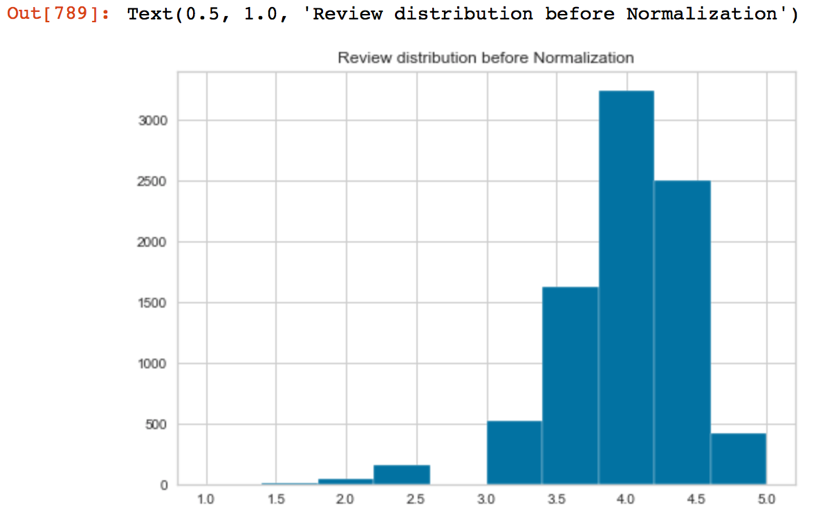 Out[789]: Text(0.5, 1.0, 'Review distribution before Normalization')
Review distribution before Normalization
3000
2500
2000
1500
1000
500
0
1.0 1.5 2.0 2.5 3.0 3.5 4.0 4.5 5.0